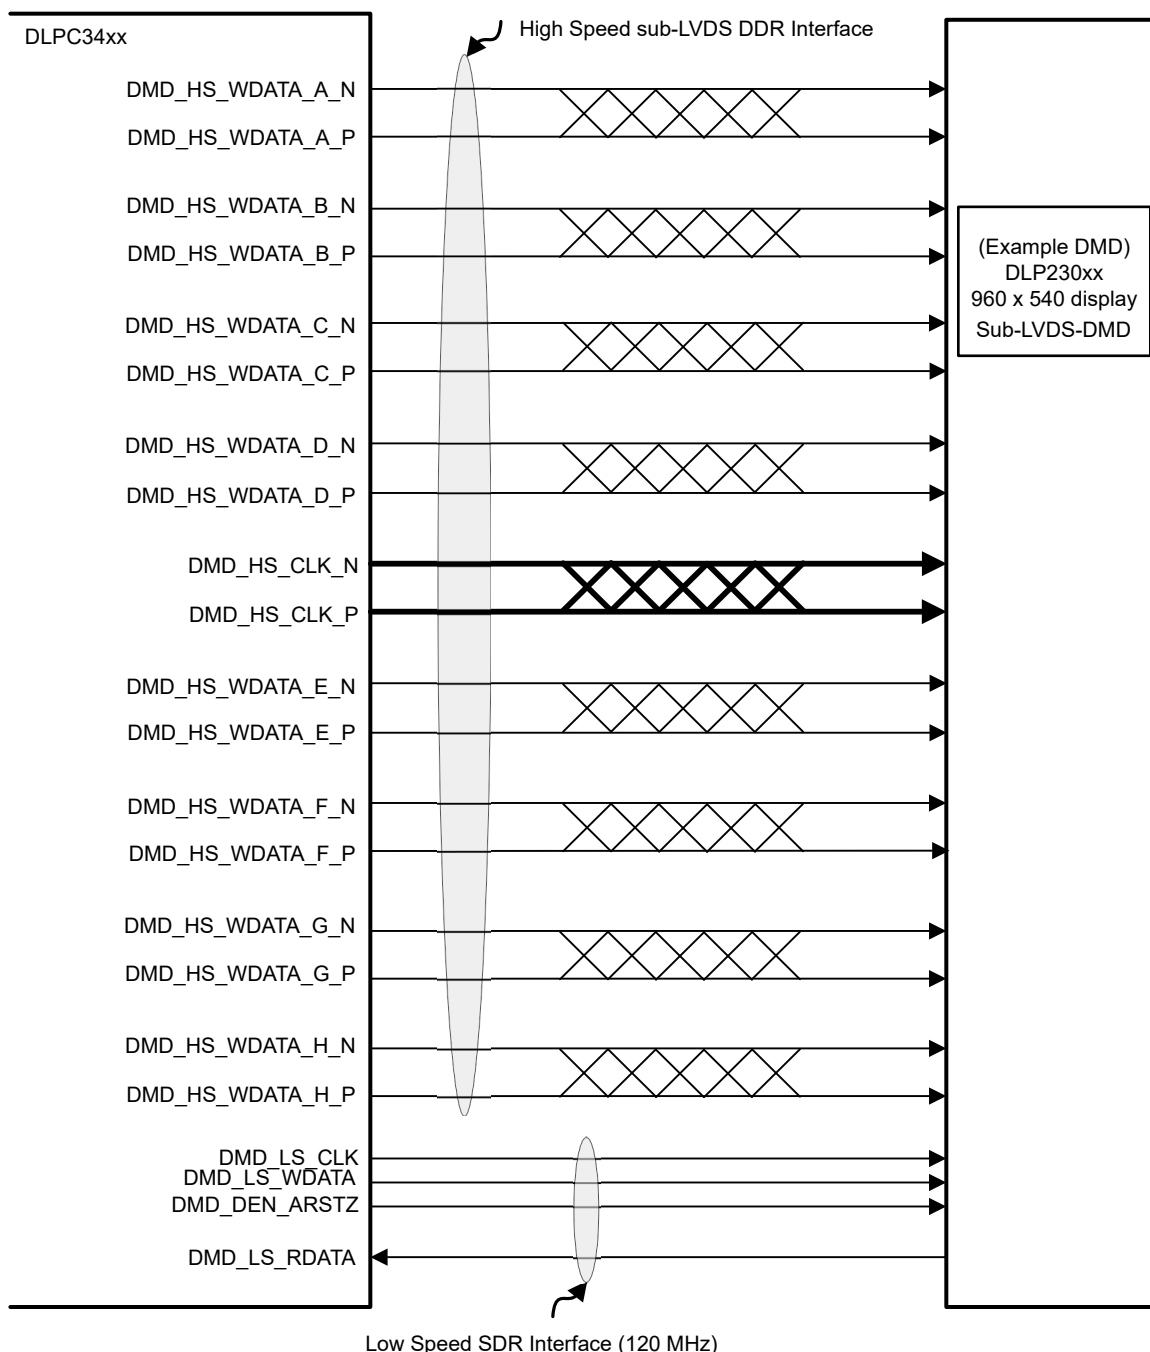 High Speed sub-LVDS DDR Interface
DLPC34xx
DMD_HS_WDATA_A_N
DMD_HS_WDATA_A_P
DMD_HS_WDATA_B_N
DMD_HS_WDATA_B_P
(Example DMD)
DLP230xx
960 x 540 display
Sub-LVDS-DMD
DMD_HS_WDATA_C_N
DMD_HS_WDATA_C_P
DMD_HS_WDATA_D_N
DMD_HS_WDATA_D_P
DMD_HS_CLK_N
DMD_HS_CLK_P
DMD_HS_WDATA_E_N
DMD_HS_WDATA_E_P
DMD_HS_WDATA_F_N
DMD_HS_WDATA_F_P
DMD_HS_WDATA_G_N
DMD_HS_WDATA_G_P
DMD_HS_WDATA_H_N
DMD_HS_WDATA_H_P
DMD_LS_CLK
DMD_LS_WDATA
DMD_DEN_ARSTZ
DMD_LS_RDATA
Low Speed SDR Interface (120 MHz)